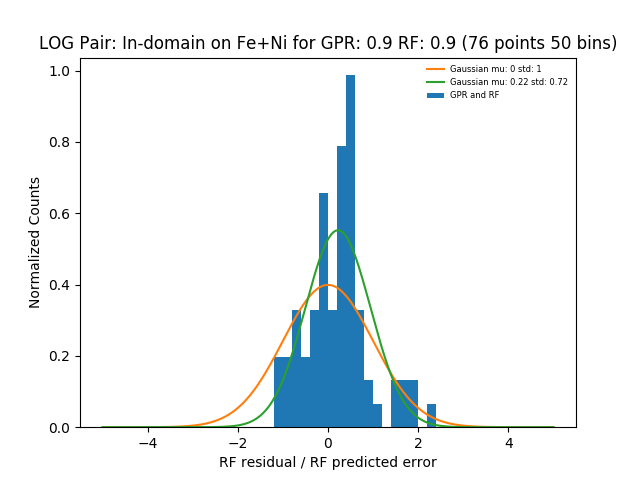 LOG Pair: In-domain on Fe+Ni for GPR: 0.9 RF: 0.9 (76 points 50 bins)
Gaussian mu: 0 std: 1
Gaussian mu: 0.22 std: 0.72
GPR and RF
Normalized Counts
1.0
0.8
0.6
0.4
0.2
0.0
−4 −2 0 2 4
RF residual / RF predicted error